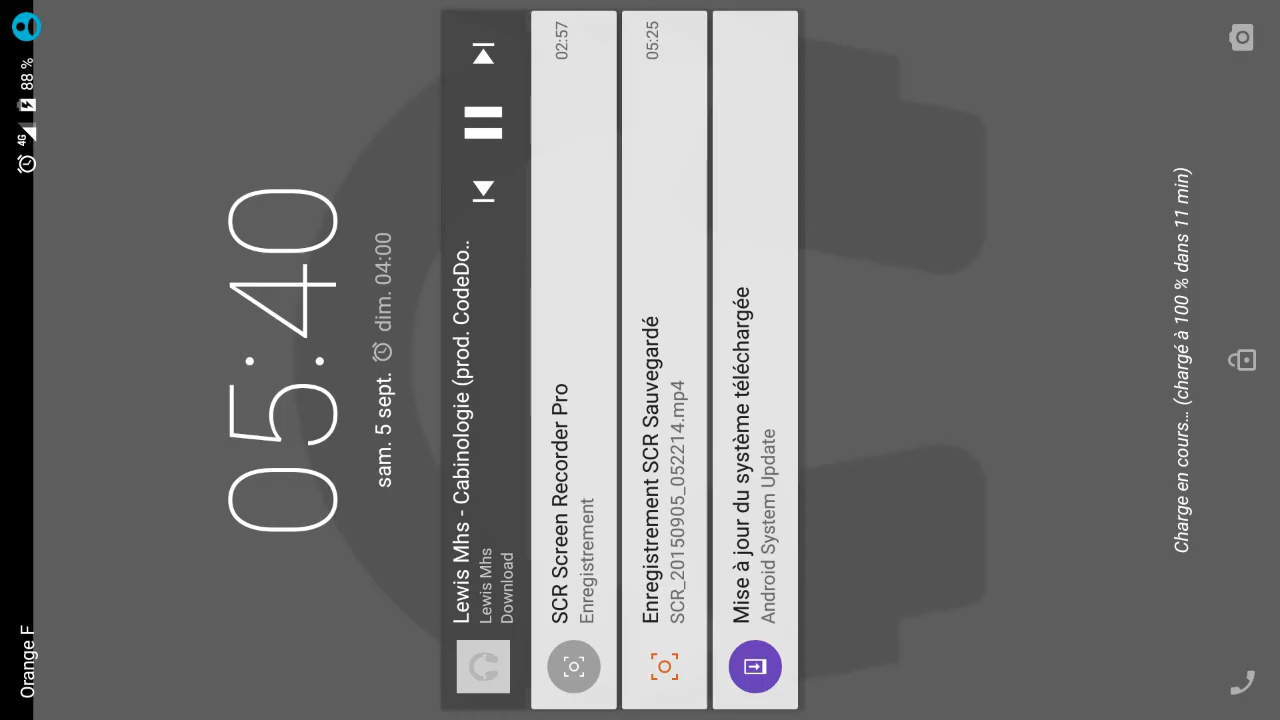 Orange F
4G 88 %
05:40
sam. 5 sept. dim. 04:00
Lewis Mhs - Cabinologie (prod. CodeDo..
Lewis Mhs
Download
SCR Screen Recorder Pro 02:57
Enregistrement
Enregistrement SCR Sauvegardé 05:25
SCR_20150905_052214.mp4
Mise à jour du système téléchargée
Android System Update
Charge en cours... (chargé à 100 % dans 11 min)